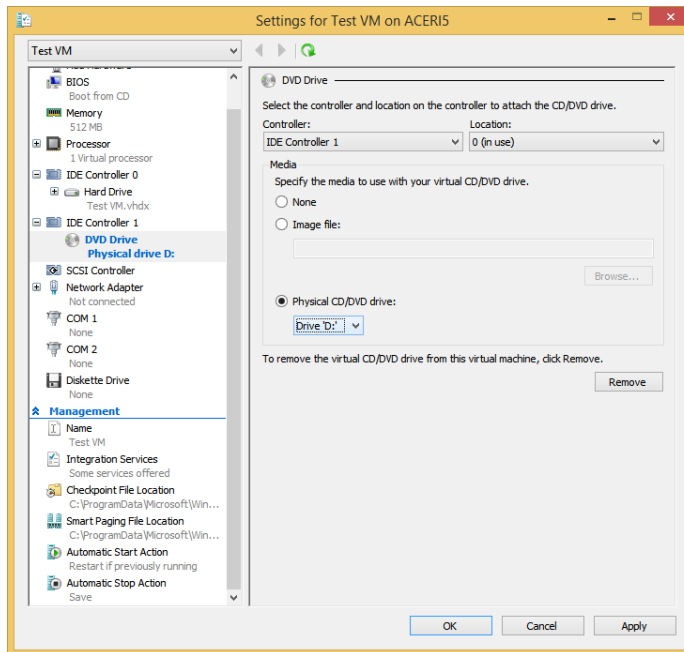 Settings for Test VM on ACERI5
Test VM
BIOS
Boot from CD
Memory
512 MB
Processor
1 Virtual processor
IDE Controller 0
Hard Drive
Test VM.vhdx
IDE Controller 1
DVD Drive
Physical drive D:
SCSI Controller
Network Adapter
Not connected
COM 1
None
COM 2
None
Diskette Drive
None
Management
Name
Test VM
Integration Services
Some services offered
Checkpoint File Location
C:\ProgramData\Microsoft\Win...
Smart Paging File Location
C:\ProgramData\Microsoft\Win...
Automatic Start Action
Restart if previously running
Automatic Stop Action
Save
DVD Drive
Select the controller and location on the controller to attach the CD/DVD drive.
Controller: Location:
IDE Controller 1 0 (in use)
Media
Specify the media to use with your virtual CD/DVD drive.
None
Image file:
Browse...
Physical CD/DVD drive:
Drive 'D:'
To remove the virtual CD/DVD drive from this virtual machine, click Remove.
Remove
OK Cancel Apply